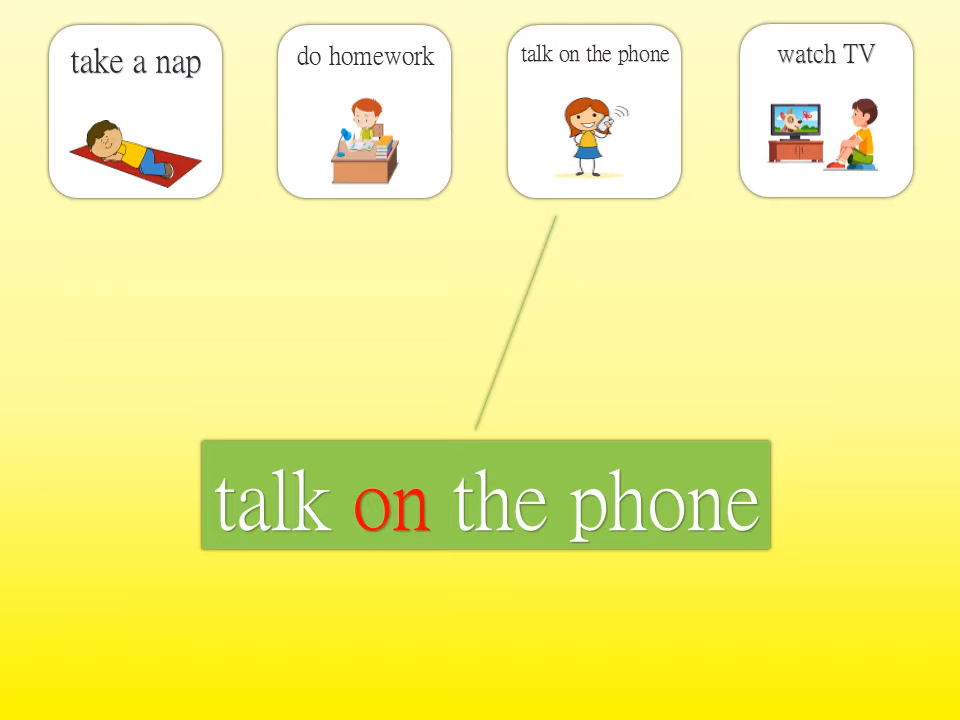 take a nap
do homework
talk on the phone
watch TV
talk on the phone